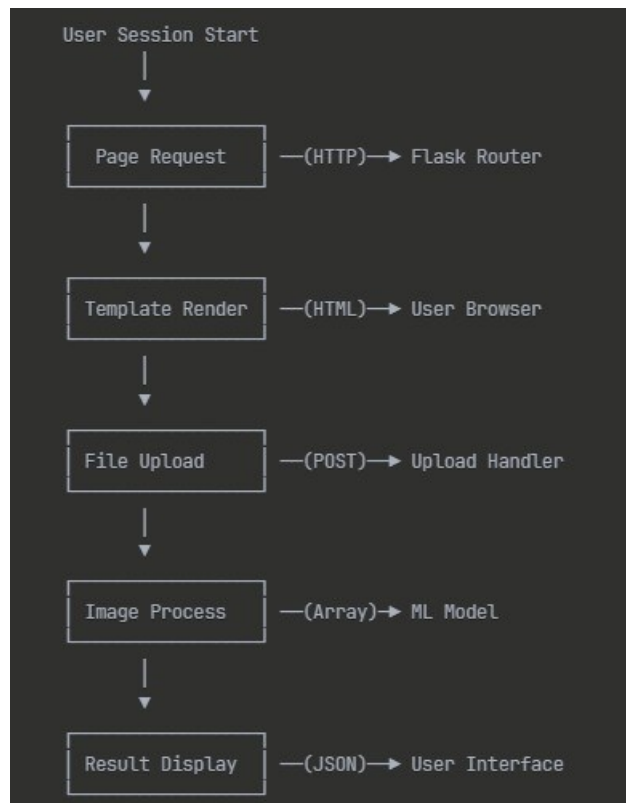 User Session Start
Page Request —(HTTP)—► Flask Router
Template Render —(HTML)—► User Browser
File Upload —(POST)—► Upload Handler
Image Process —(Array)—► ML Model
Result Display —(JSON)—► User Interface